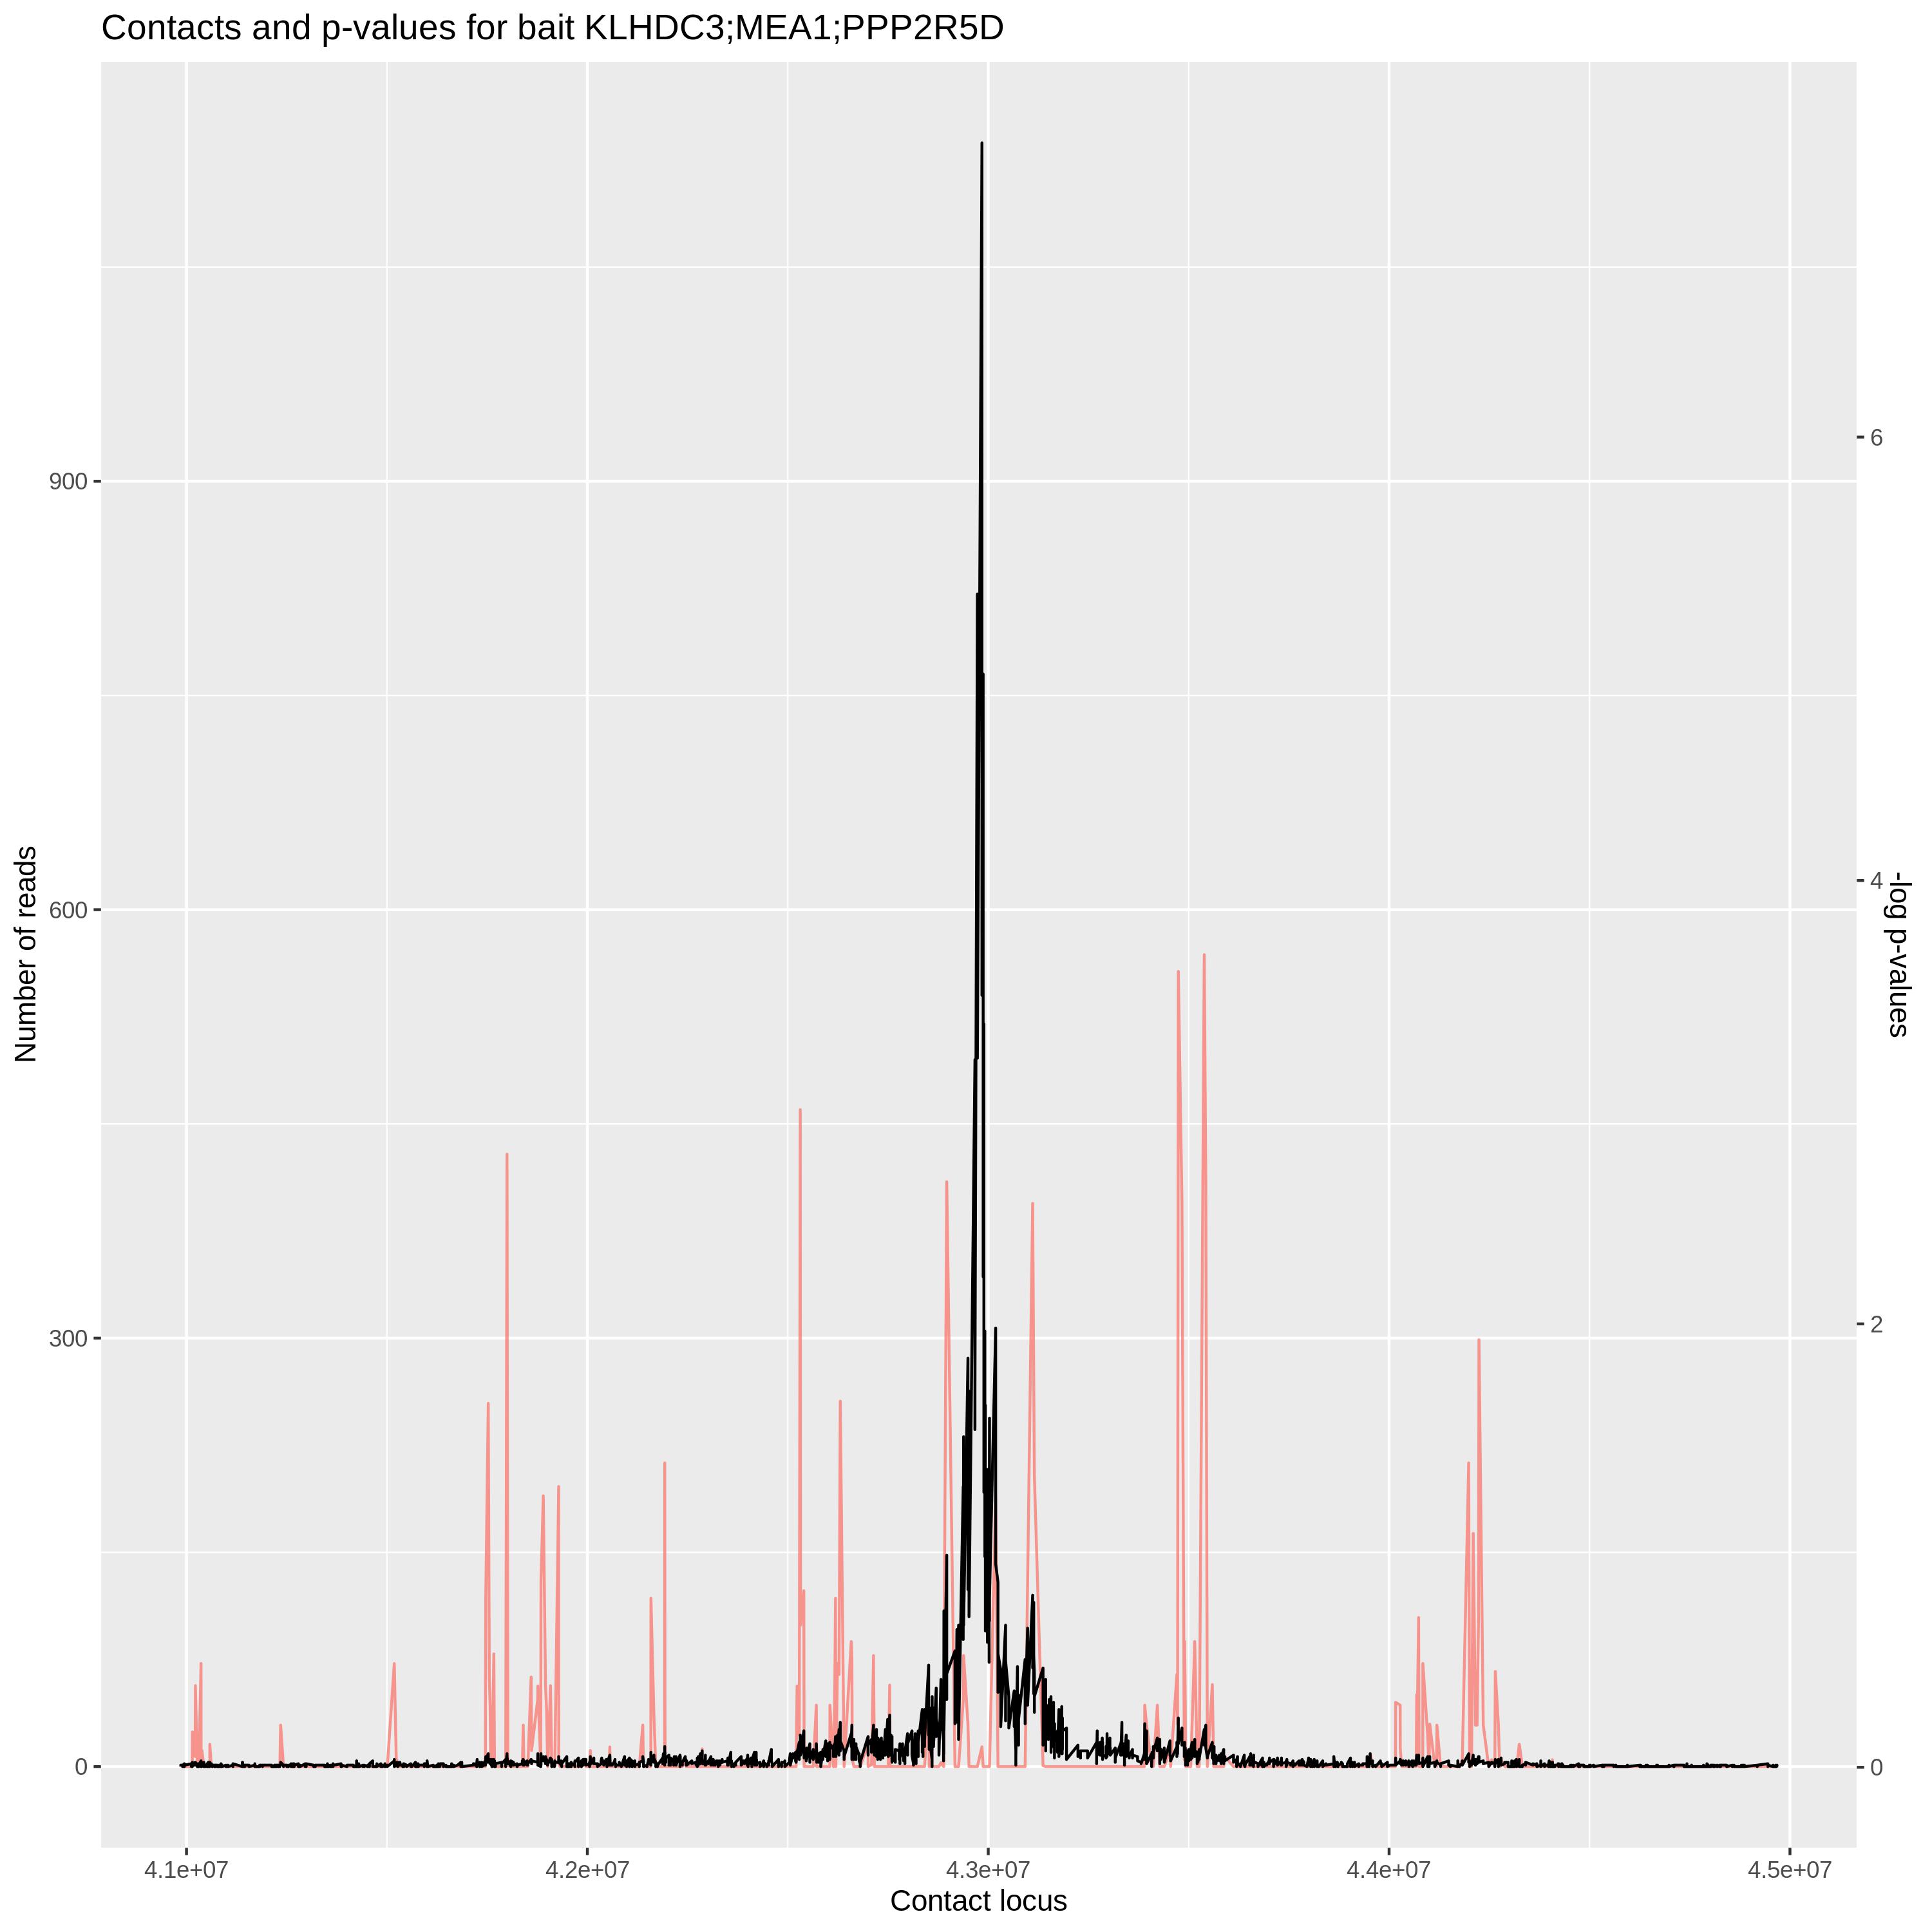 Contacts and p-values for bait KLHDC3;MEA1;PPP2R5D
Number of reads
900
600
300
0
6
4
2
0
-log p-values
4.1e+07
4.2e+07
4.3e+07
4.4e+07
4.5e+07
Contact locus